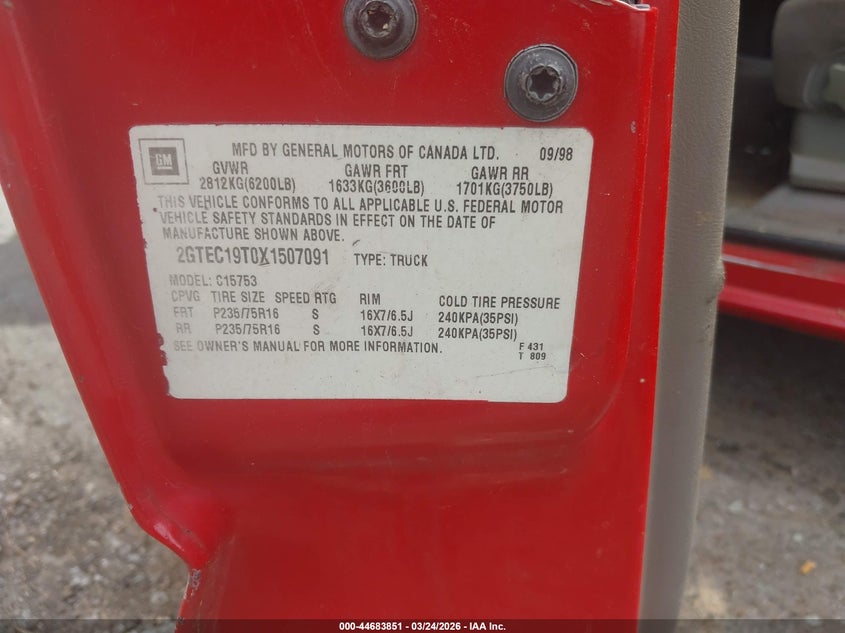 GM
MFD BY GENERAL MOTORS OF CANADA LTD. 09/98
GVWR GAWR FRT GAWR RR
2812KG(6200LB) 1633KG(3600LB) 1701KG(3750LB)
THIS VEHICLE CONFORMS TO ALL APPLICABLE U.S. FEDERAL MOTOR
VEHICLE SAFETY STANDARDS IN EFFECT ON THE DATE OF
MANUFACTURE SHOWN ABOVE.
2GTEC19T0X1507091 TYPE: TRUCK
MODEL: C15753
CPVG TIRE SIZE SPEED RTG RIM COLD TIRE PRESSURE
FRT P235/75R16 S 16X7/6.5J 240KPA(35PSI)
RR P235/75R16 S 16X7/6.5J 240KPA(35PSI)
SEE OWNER'S MANUAL FOR MORE INFORMATION. F 431
T 809
000-44683851 - 03/24/2026 - IAA Inc.